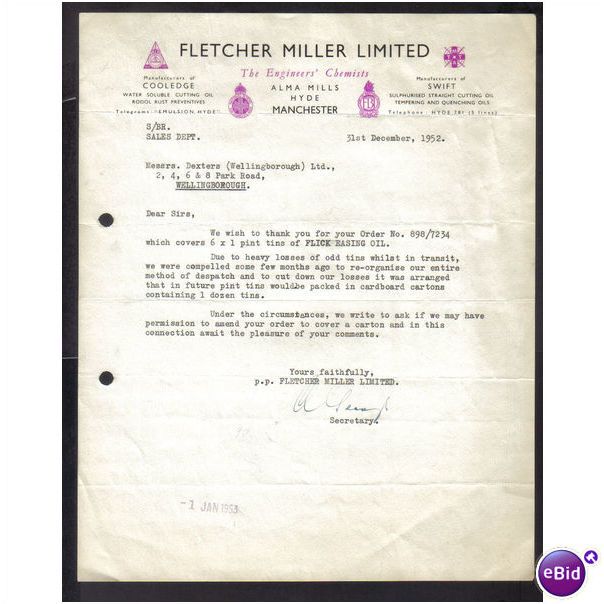 FLETCHER MILLER LIMITED
The Engineers' Chemists
Manufacturers of
COOLEDGE
WATER SOLUBLE CUTTING OIL
RODOL RUST PREVENTIVES
Telegrams: "EMULSION, HYDE"
ALMA MILLS
HYDE
MANCHESTER
Manufacturers of
SWIFT
SULPHURISED STRAIGHT CUTTING OIL
TEMPERING AND QUENCHING OILS
Telephone: HYDE 781 (5 lines)
S/BR.
SALES DEPT.
31st December, 1952.
Messrs. Dexters (Wellingborough) Ltd.,
2, 4, 6 & 8 Park Road,
WELLINGBOROUGH.
Dear Sirs,
We wish to thank you for your Order No. 898/7234
which covers 6 x 1 pint tins of FLICK EASING OIL.
Due to heavy losses of odd tins whilst in transit,
we were compelled some few months ago to re-organise our entire
method of despatch and to cut down our losses it was arranged
that in future pint tins wouldbe packed in cardboard cartons
containing 1 dozen tins.
Under the circumstances, we write to ask if we may have
permission to amend your order to cover a carton and in this
connection await the pleasure of your comments.
Yours faithfully,
p.p. FLETCHER MILLER LIMITED.
Secretary.
-1 JAN 1953
eBid